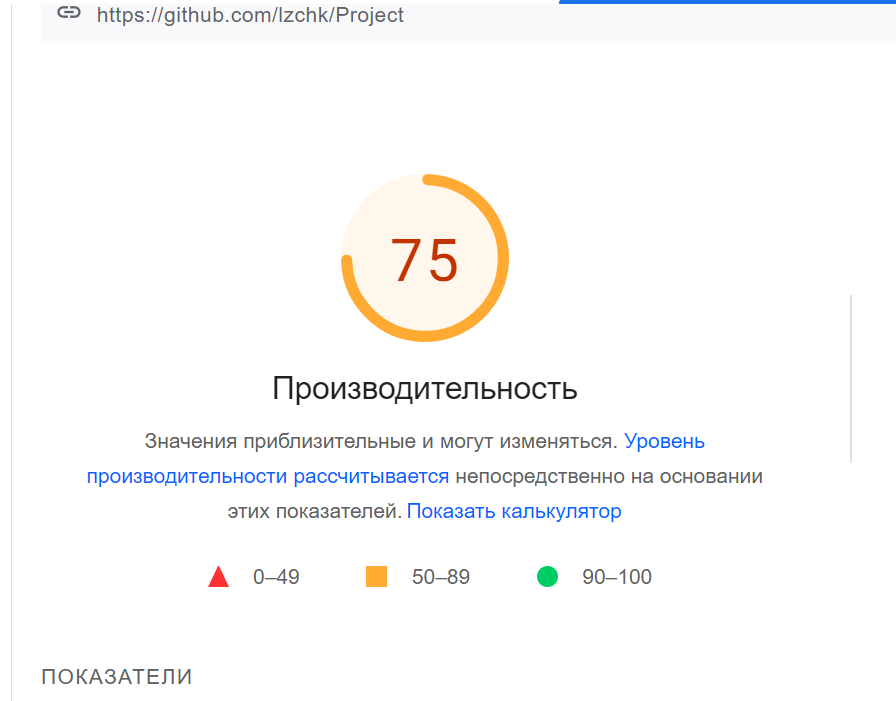 https://github.com/lzchk/Project
75
Производительность
Значения приблизительные и могут изменяться. Уровень
производительности рассчитывается непосредственно на основании
этих показателей. Показать калькулятор
0–49 50–89 90–100
ПОКАЗАТЕЛИ